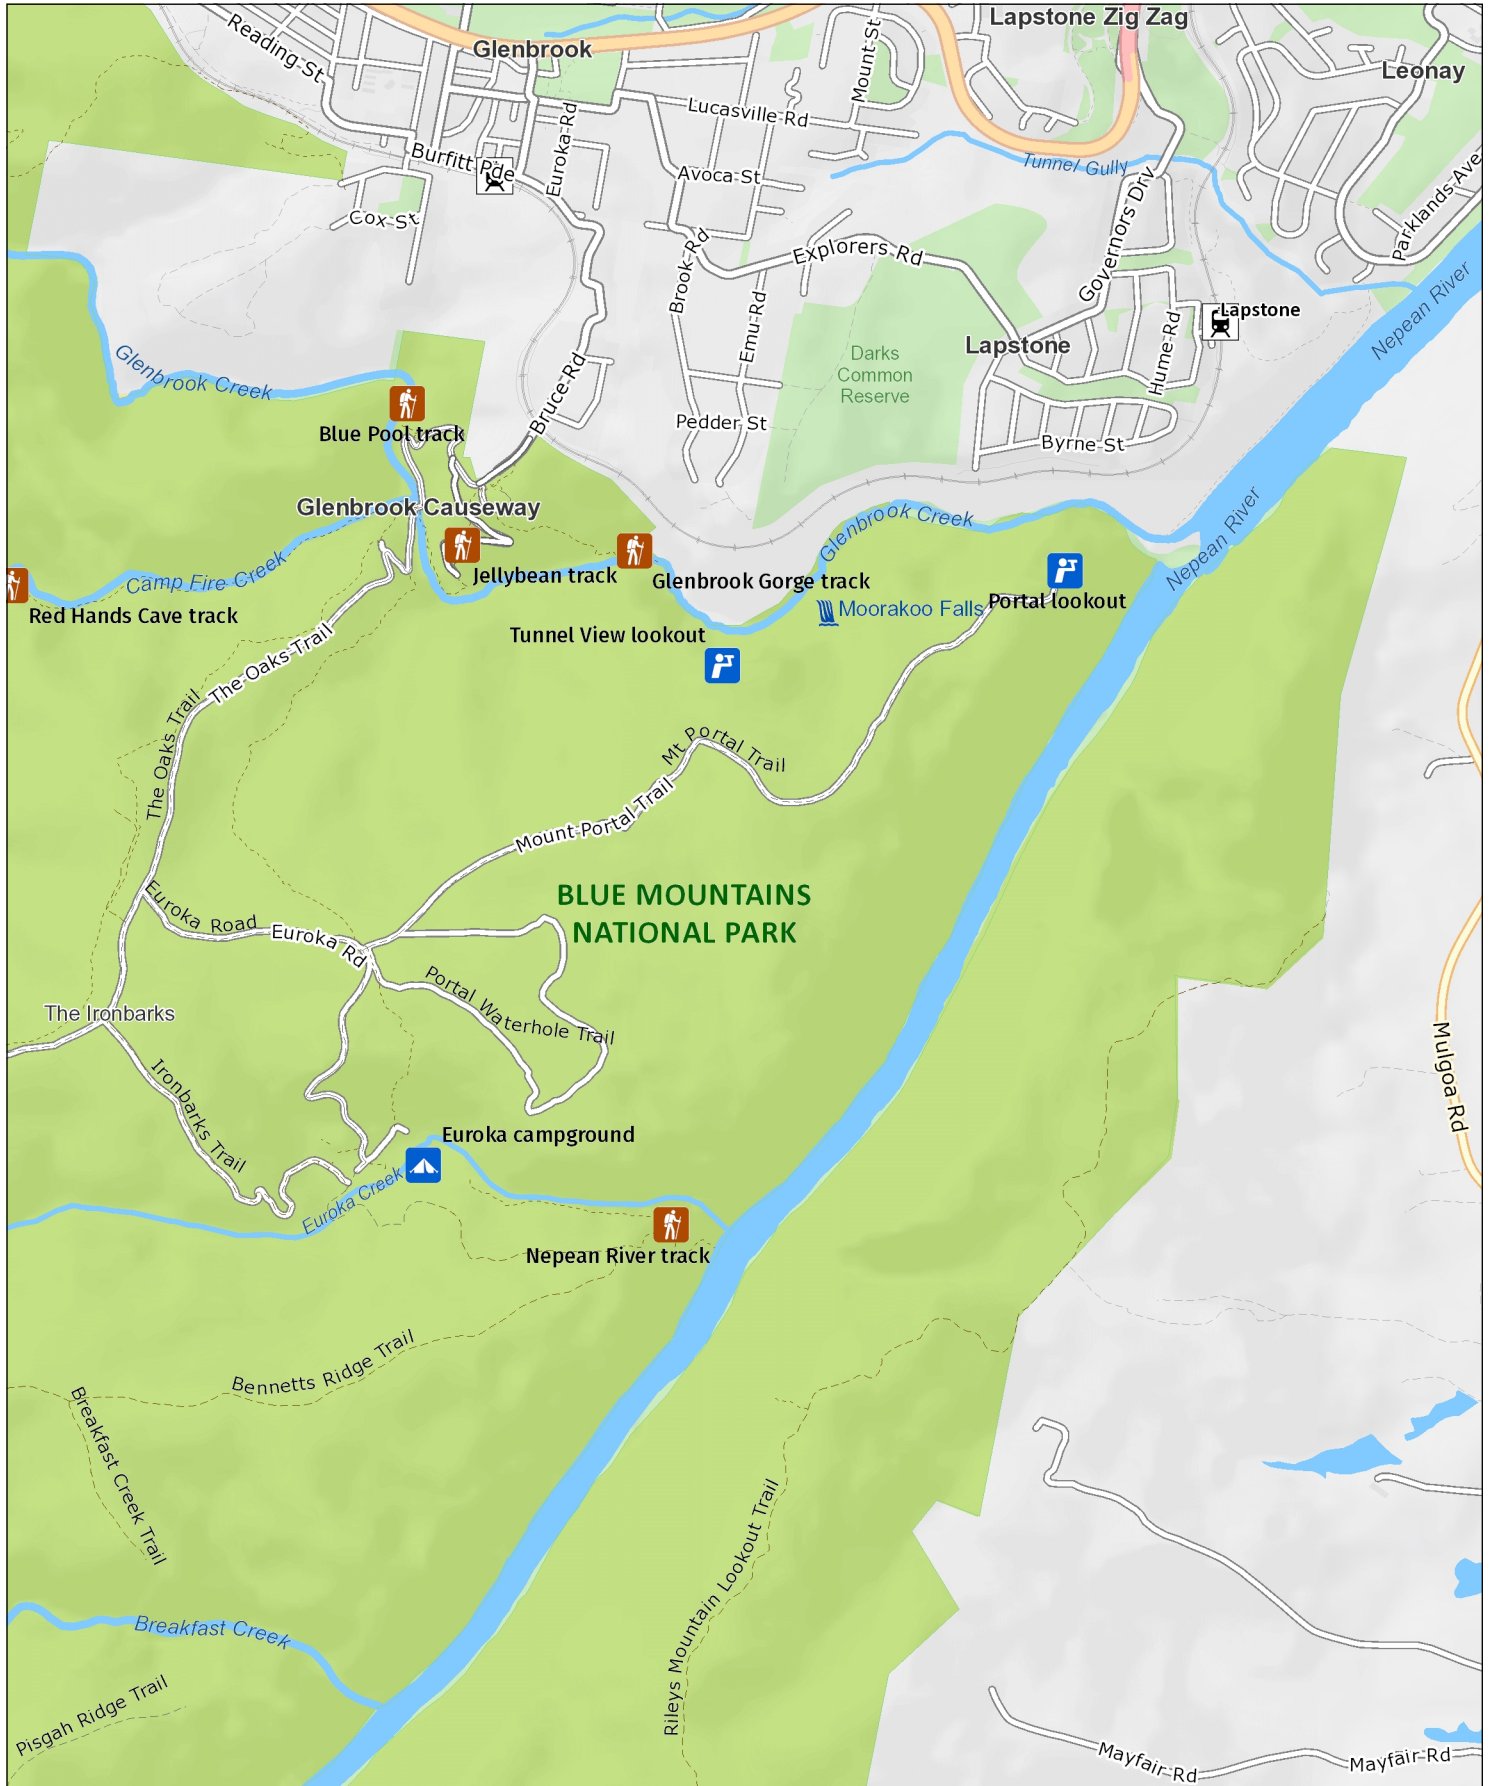 Lapstone Zig Zag
Reading St
Glenbrook
Mount St
Leonay
Lucasville Rd
Euroka Rd
Burfitt Pde
Tunnel Gully
Avoca St
Parklands Ave
Cox St
Governors Drv
Brook Rd
Explorers Rd
Nepean River
Emu Rd
Lapstone
Hume Rd
Lapstone
Glenbrook Creek
Darks
Common
Reserve
Bruce Rd
Blue Pool track
Pedder St
Byrne St
Glenbrook Causeway
Glenbrook Creek
Nepean River
Camp Fire Creek
Jellybean track
Glenbrook Gorge track
Red Hands Cave track
Moorakoo Falls
Portal lookout
Tunnel View lookout
The Oaks Trail
The Oaks Trail
Mt Portal Trail
Mount Portal Trail
BLUE MOUNTAINS
NATIONAL PARK
Euroka Road
Euroka Rd
Portal Waterhole Trail
The Ironbarks
Mulgoa Rd
Ironbarks Trail
Euroka campground
Euroka Creek
Nepean River track
Bennetts Ridge Trail
Breakfast Creek Trail
Rileys Mountain Lookout Trail
Breakfast Creek
Pisgah Ridge Trail
Mayfair Rd
Mayfair Rd